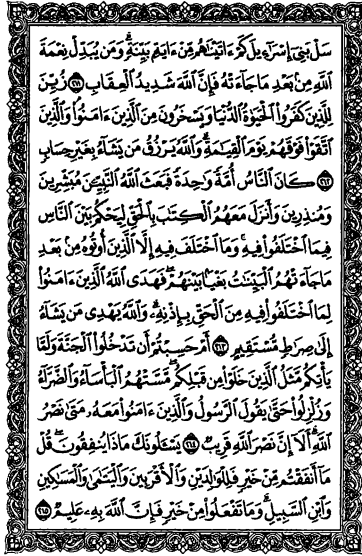 سَلْ بَنِىٓ إِسْرَٰٓءِيلَ كَمْ ءَاتَيْنَٰهُم مِّنْ ءَايَةٍۭ بَيِّنَةٍ ۗ وَمَن يُبَدِّلْ نِعْمَةَ
ٱللَّهِ مِنۢ بَعْدِ مَا جَآءَتْهُ فَإِنَّ ٱللَّهَ شَدِيدُ ٱلْعِقَابِ ٢١١ زُيِّنَ
لِلَّذِينَ كَفَرُوا۟ ٱلْحَيَوٰةُ ٱلدُّنْيَا وَيَسْخَرُونَ مِنَ ٱلَّذِينَ ءَامَنُوا۟ ۘ وَٱلَّذِينَ
ٱتَّقَوْا۟ فَوْقَهُمْ يَوْمَ ٱلْقِيَٰمَةِ ۗ وَٱللَّهُ يَرْزُقُ مَن يَشَآءُ بِغَيْرِ حِسَابٍ
٢١٢ كَانَ ٱلنَّاسُ أُمَّةً وَٰحِدَةً فَبَعَثَ ٱللَّهُ ٱلنَّبِيِّۦنَ مُبَشِّرِينَ
وَمُنذِرِينَ وَأَنزَلَ مَعَهُمُ ٱلْكِتَٰبَ بِٱلْحَقِّ لِيَحْكُمَ بَيْنَ ٱلنَّاسِ
فِيمَا ٱخْتَلَفُوا۟ فِيهِ ۚ وَمَا ٱخْتَلَفَ فِيهِ إِلَّا ٱلَّذِينَ أُوتُوهُ مِنۢ بَعْدِ
مَا جَآءَتْهُمُ ٱلْبَيِّنَٰتُ بَغْيًۢا بَيْنَهُمْ ۖ فَهَدَى ٱللَّهُ ٱلَّذِينَ ءَامَنُوا۟
لِمَا ٱخْتَلَفُوا۟ فِيهِ مِنَ ٱلْحَقِّ بِإِذْنِهِۦ ۗ وَٱللَّهُ يَهْدِى مَن يَشَآءُ
إِلَىٰ صِرَٰطٍ مُّسْتَقِيمٍ ٢١٣ أَمْ حَسِبْتُمْ أَن تَدْخُلُوا۟ ٱلْجَنَّةَ وَلَمَّا
يَأْتِكُم مَّثَلُ ٱلَّذِينَ خَلَوْا۟ مِن قَبْلِكُم ۖ مَّسَّتْهُمُ ٱلْبَأْسَآءُ وَٱلضَّرَّآءُ
وَزُلْزِلُوا۟ حَتَّىٰ يَقُولَ ٱلرَّسُولُ وَٱلَّذِينَ ءَامَنُوا۟ مَعَهُۥ مَتَىٰ نَصْرُ
ٱللَّهِ ۗ أَلَآ إِنَّ نَصْرَ ٱللَّهِ قَرِيبٌ ٢١٤ يَسْـَٔلُونَكَ مَاذَا يُنفِقُونَ ۖ قُلْ
مَآ أَنفَقْتُم مِّنْ خَيْرٍ فَلِلْوَٰلِدَيْنِ وَٱلْأَقْرَبِينَ وَٱلْيَتَٰمَىٰ وَٱلْمَسَٰكِينِ
وَٱبْنِ ٱلسَّبِيلِ ۗ وَمَا تَفْعَلُوا۟ مِنْ خَيْرٍ فَإِنَّ ٱللَّهَ بِهِۦ عَلِيمٌ ٢١٥